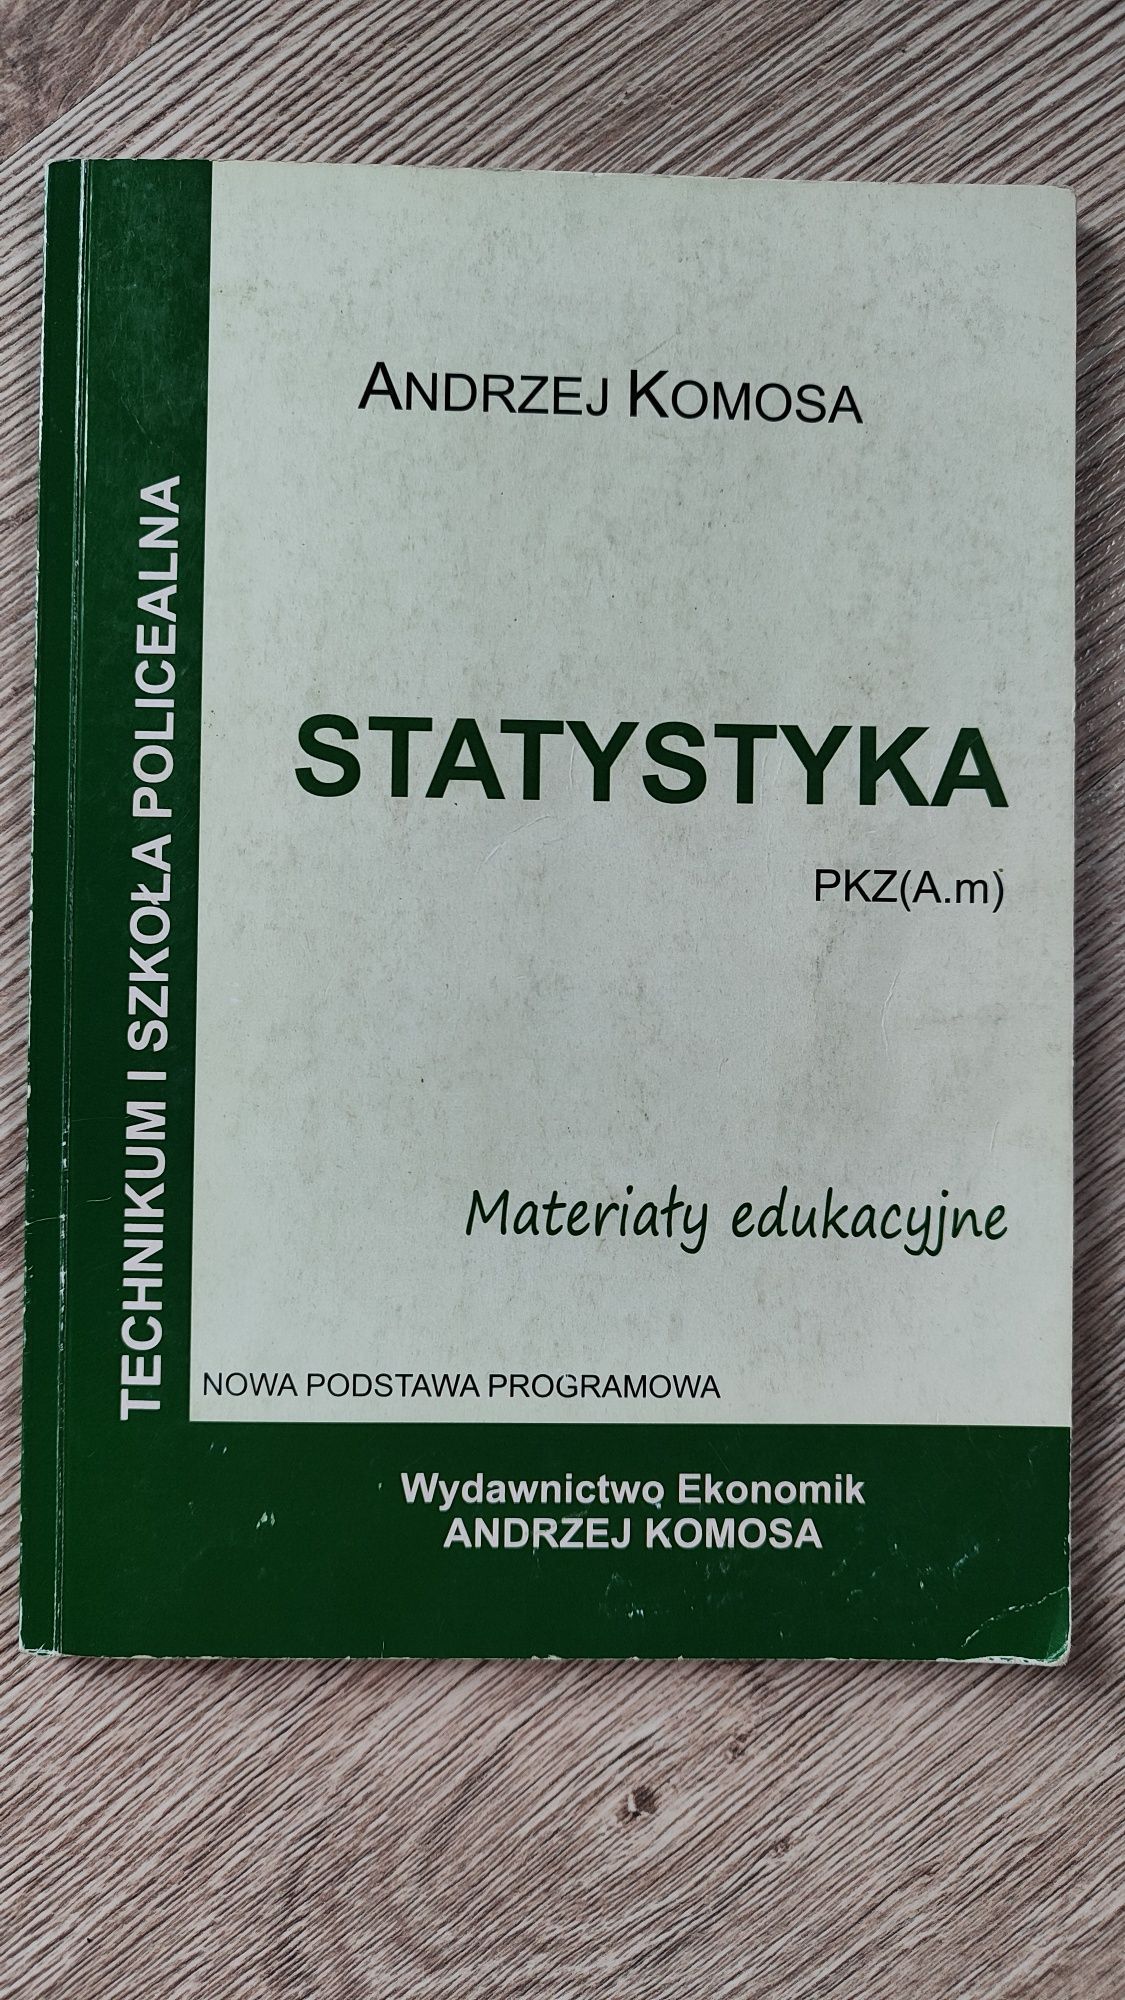 ANDRZEJ KOMOSA
TECHNIKUM I SZKOŁA POLICEALNA
STATYSTYKA
PKZ(A.m)
Materiały edukacyjne
NOWA PODSTAWA PROGRAMOWA
Wydawnictwo Ekonomik
ANDRZEJ KOMOSA